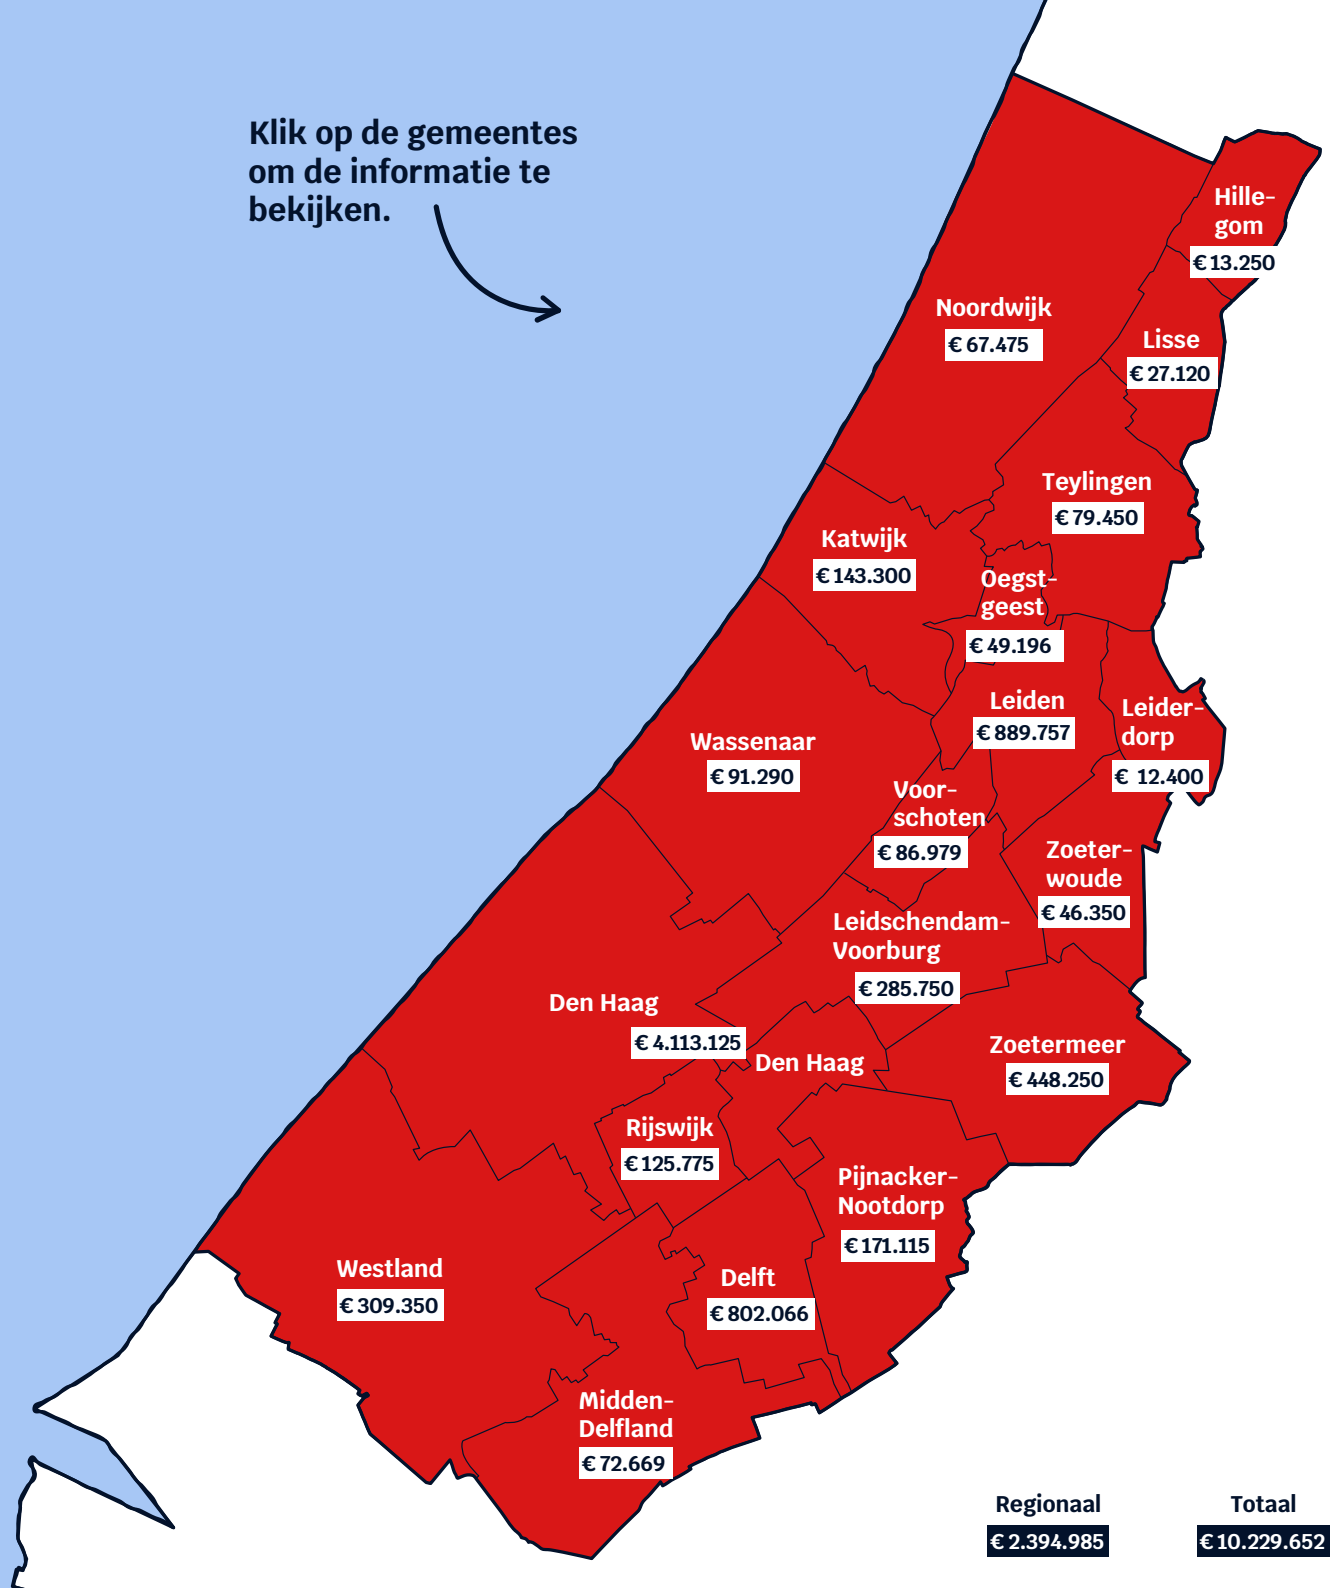 Klik op de gemeentes
om de informatie te
bekijken.
Hille-
gom
€ 13.250
Noordwijk
€ 67.475
Lisse
€ 27.120
Teylingen
€ 79.450
Katwijk
€ 143.300
Oegst-
geest
€ 49.196
Leiden
€ 889.757
Leider-
dorp
€ 12.400
Wassenaar
€ 91.290
Voor-
schoten
€ 86.979
Zoeter-
woude
€ 46.350
Leidschendam-
Voorburg
€ 285.750
Den Haag
€ 4.113.125
Den Haag
Zoetermeer
€ 448.250
Rijswijk
€ 125.775
Pijnacker-
Nootdorp
€ 171.115
Westland
€ 309.350
Delft
€ 802.066
Midden-
Delfland
€ 72.669
Regionaal
€ 2.394.985
Totaal
€ 10.229.652